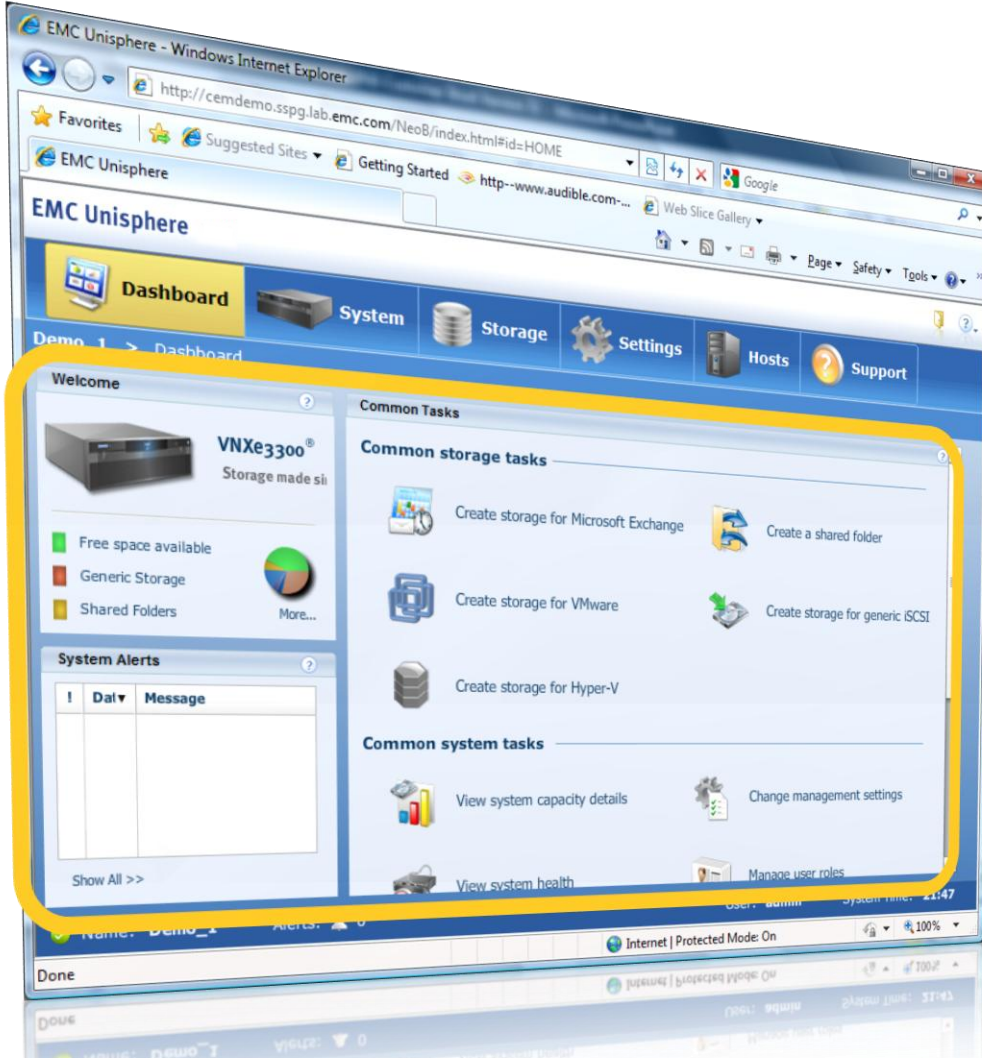 EMC Unisphere - Windows Internet Explorer
http://cemdemo.sspg.lab.emc.com/NeoB/index.html#id=HOME
Google
Favorites
Suggested Sites
Getting Started
http--www.audible.com-...
Web Slice Gallery
EMC Unisphere
Page
Safety
Tools
EMC Unisphere
Dashboard
System
Storage
Settings
Hosts
Support
Demo_1 > Dashboard
Welcome
VNXe3300®
Storage made si
Free space available
Generic Storage
Shared Folders
More...
System Alerts
! Dat Message
Show All >>
Common Tasks
Common storage tasks
Create storage for Microsoft Exchange
Create a shared folder
Create storage for VMware
Create storage for generic iSCSI
Create storage for Hyper-V
Common system tasks
View system capacity details
Change management settings
View system health
Manage user roles
Name: Demo_1
Alerts: 0
User: admin
System Time: 21:47
Done
Internet | Protected Mode: On
100%